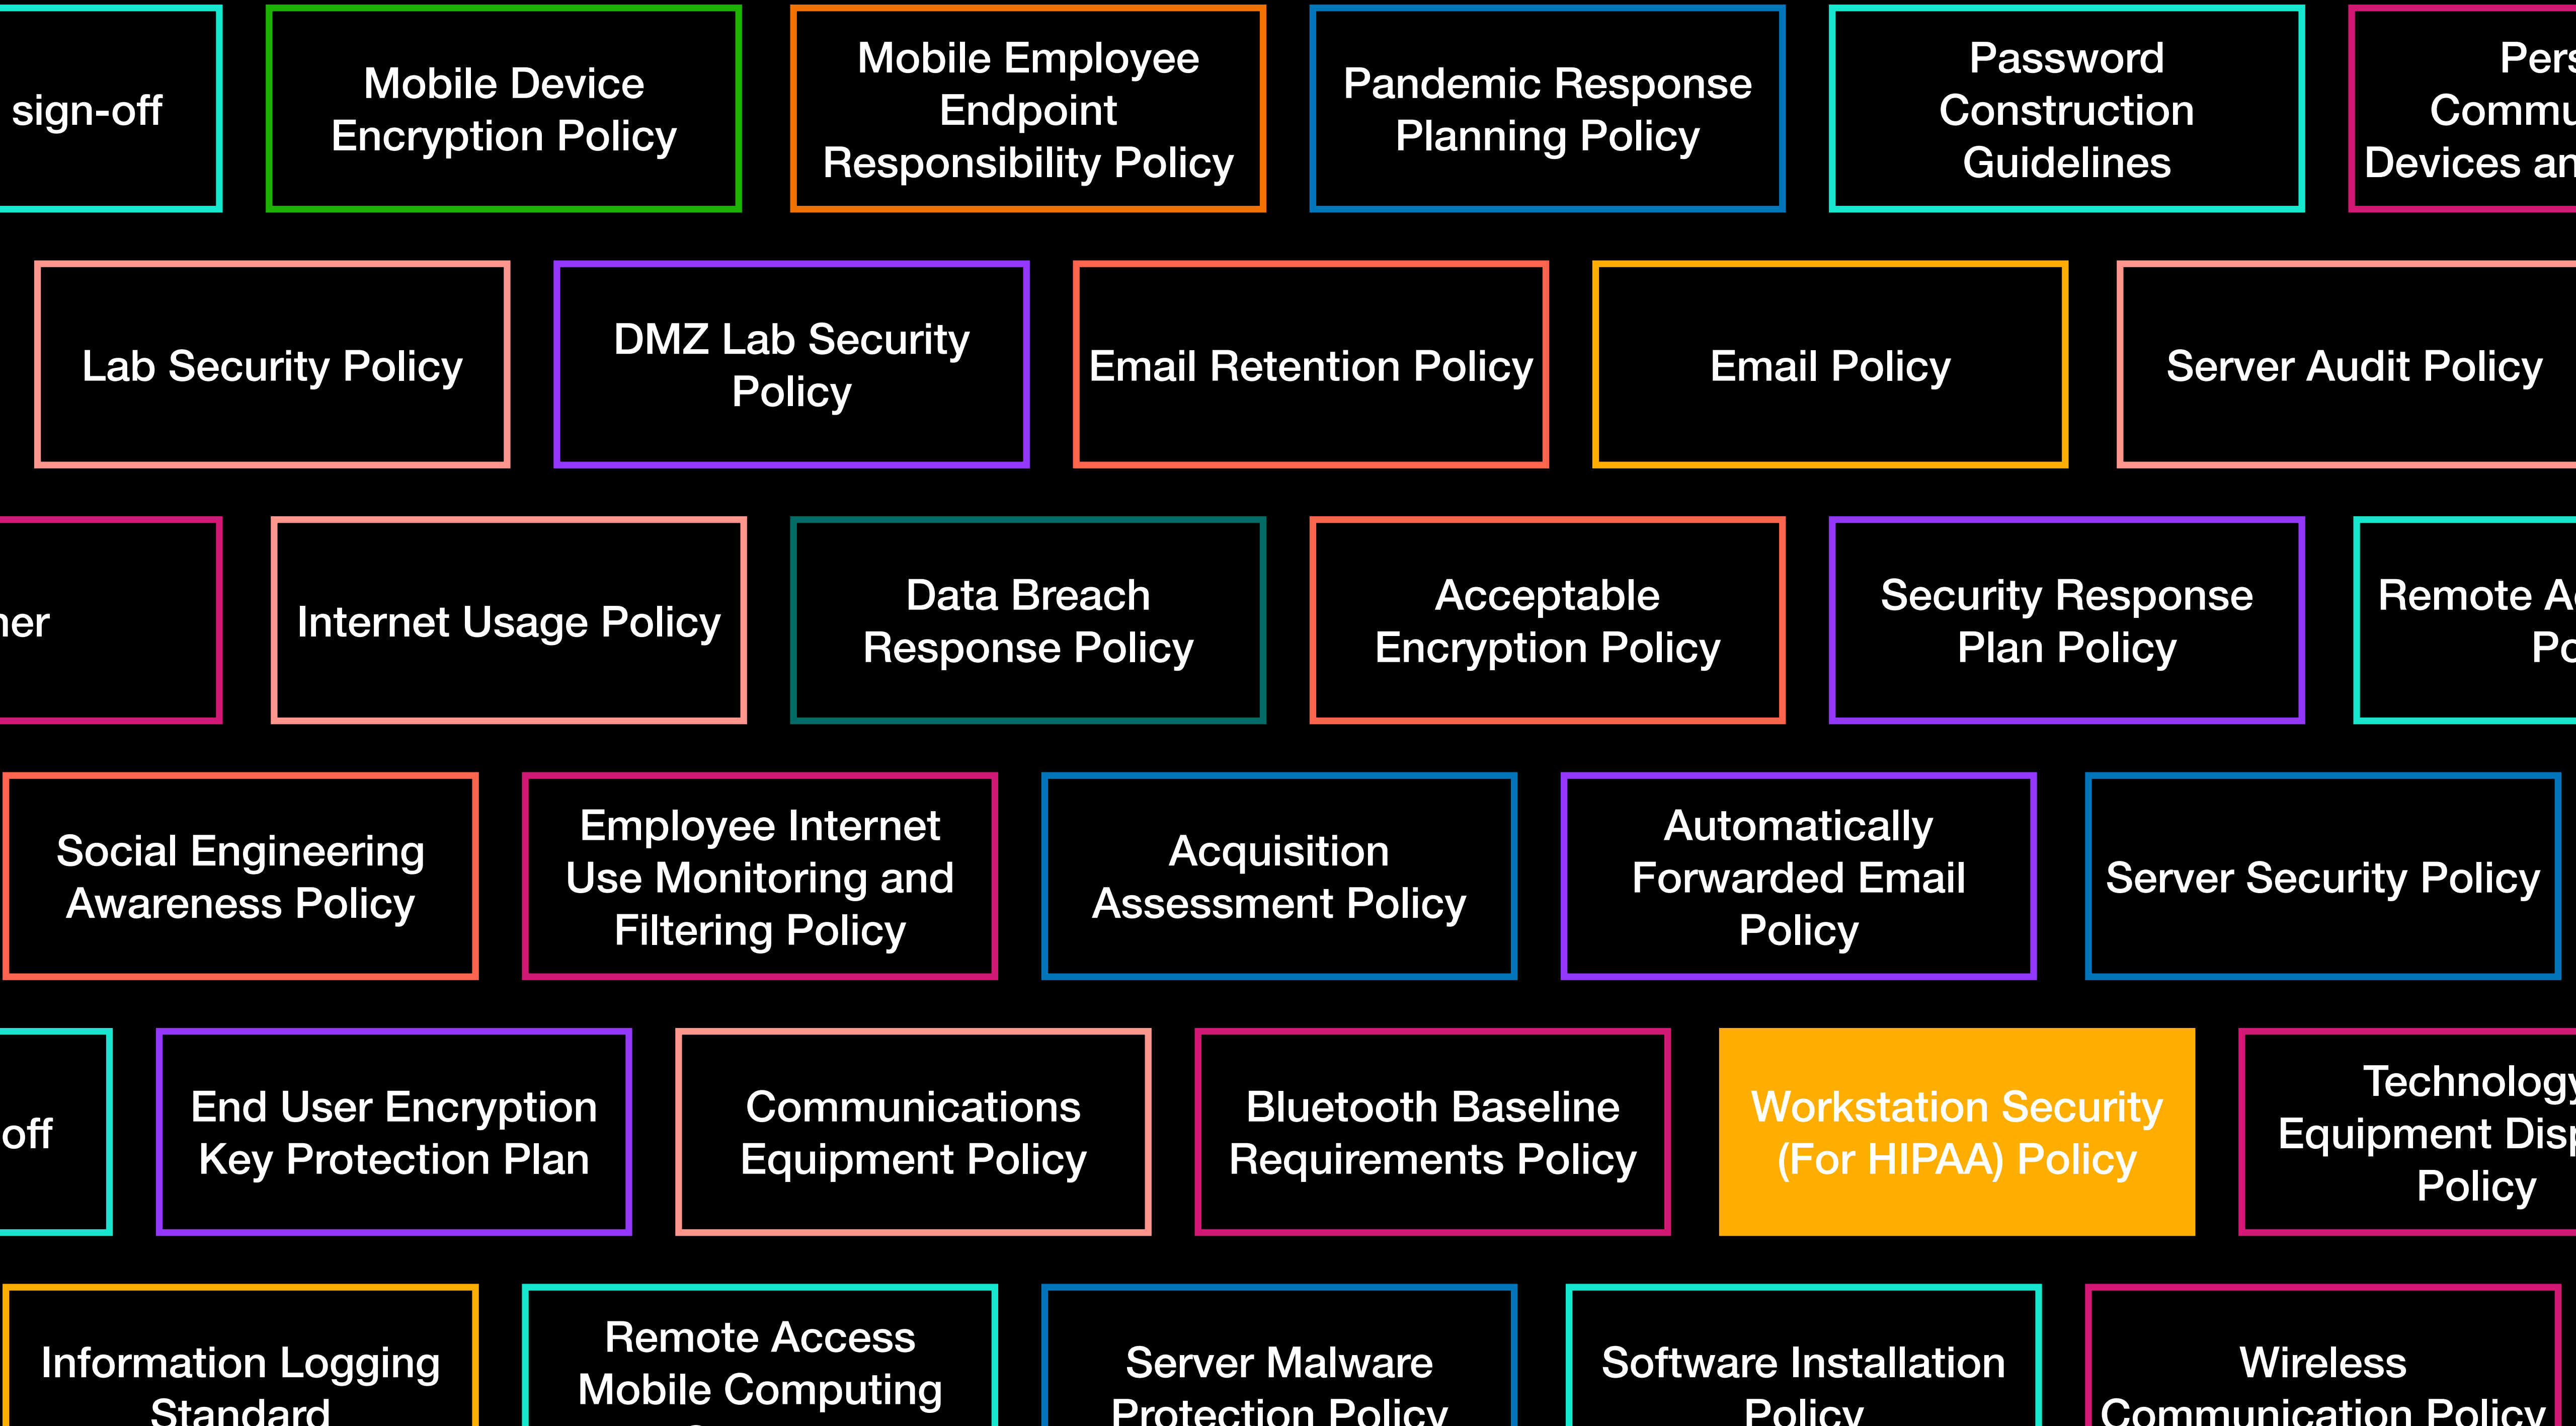 sign-off
Mobile Device
Encryption Policy
Mobile Employee
Endpoint
Responsibility Policy
Pandemic Response
Planning Policy
Password
Construction
Guidelines
Devices
Lab Security Policy
DMZ Lab Security
Policy
Email Retention Policy
Email Policy
Server Audit Policy
Internet Usage Policy
Data Breach
Response Policy
Acceptable
Encryption Policy
Security Response
Plan Policy
Remote
Social Engineering
Awareness Policy
Employee Internet
Use Monitoring and
Filtering Policy
Acquisition
Assessment Policy
Automatically
Forwarded Email
Policy
Server Security Policy
off
End User Encryption
Key Protection Plan
Communications
Equipment Policy
Bluetooth Baseline
Requirements Policy
Workstation Security
(For HIPAA) Policy
Technology
Equipment
Policy
Information Logging
Standard
Remote Access
Mobile Computing
Server Malware
Protection Policy
Software Installation
Policy
Wireless
Communication Policy